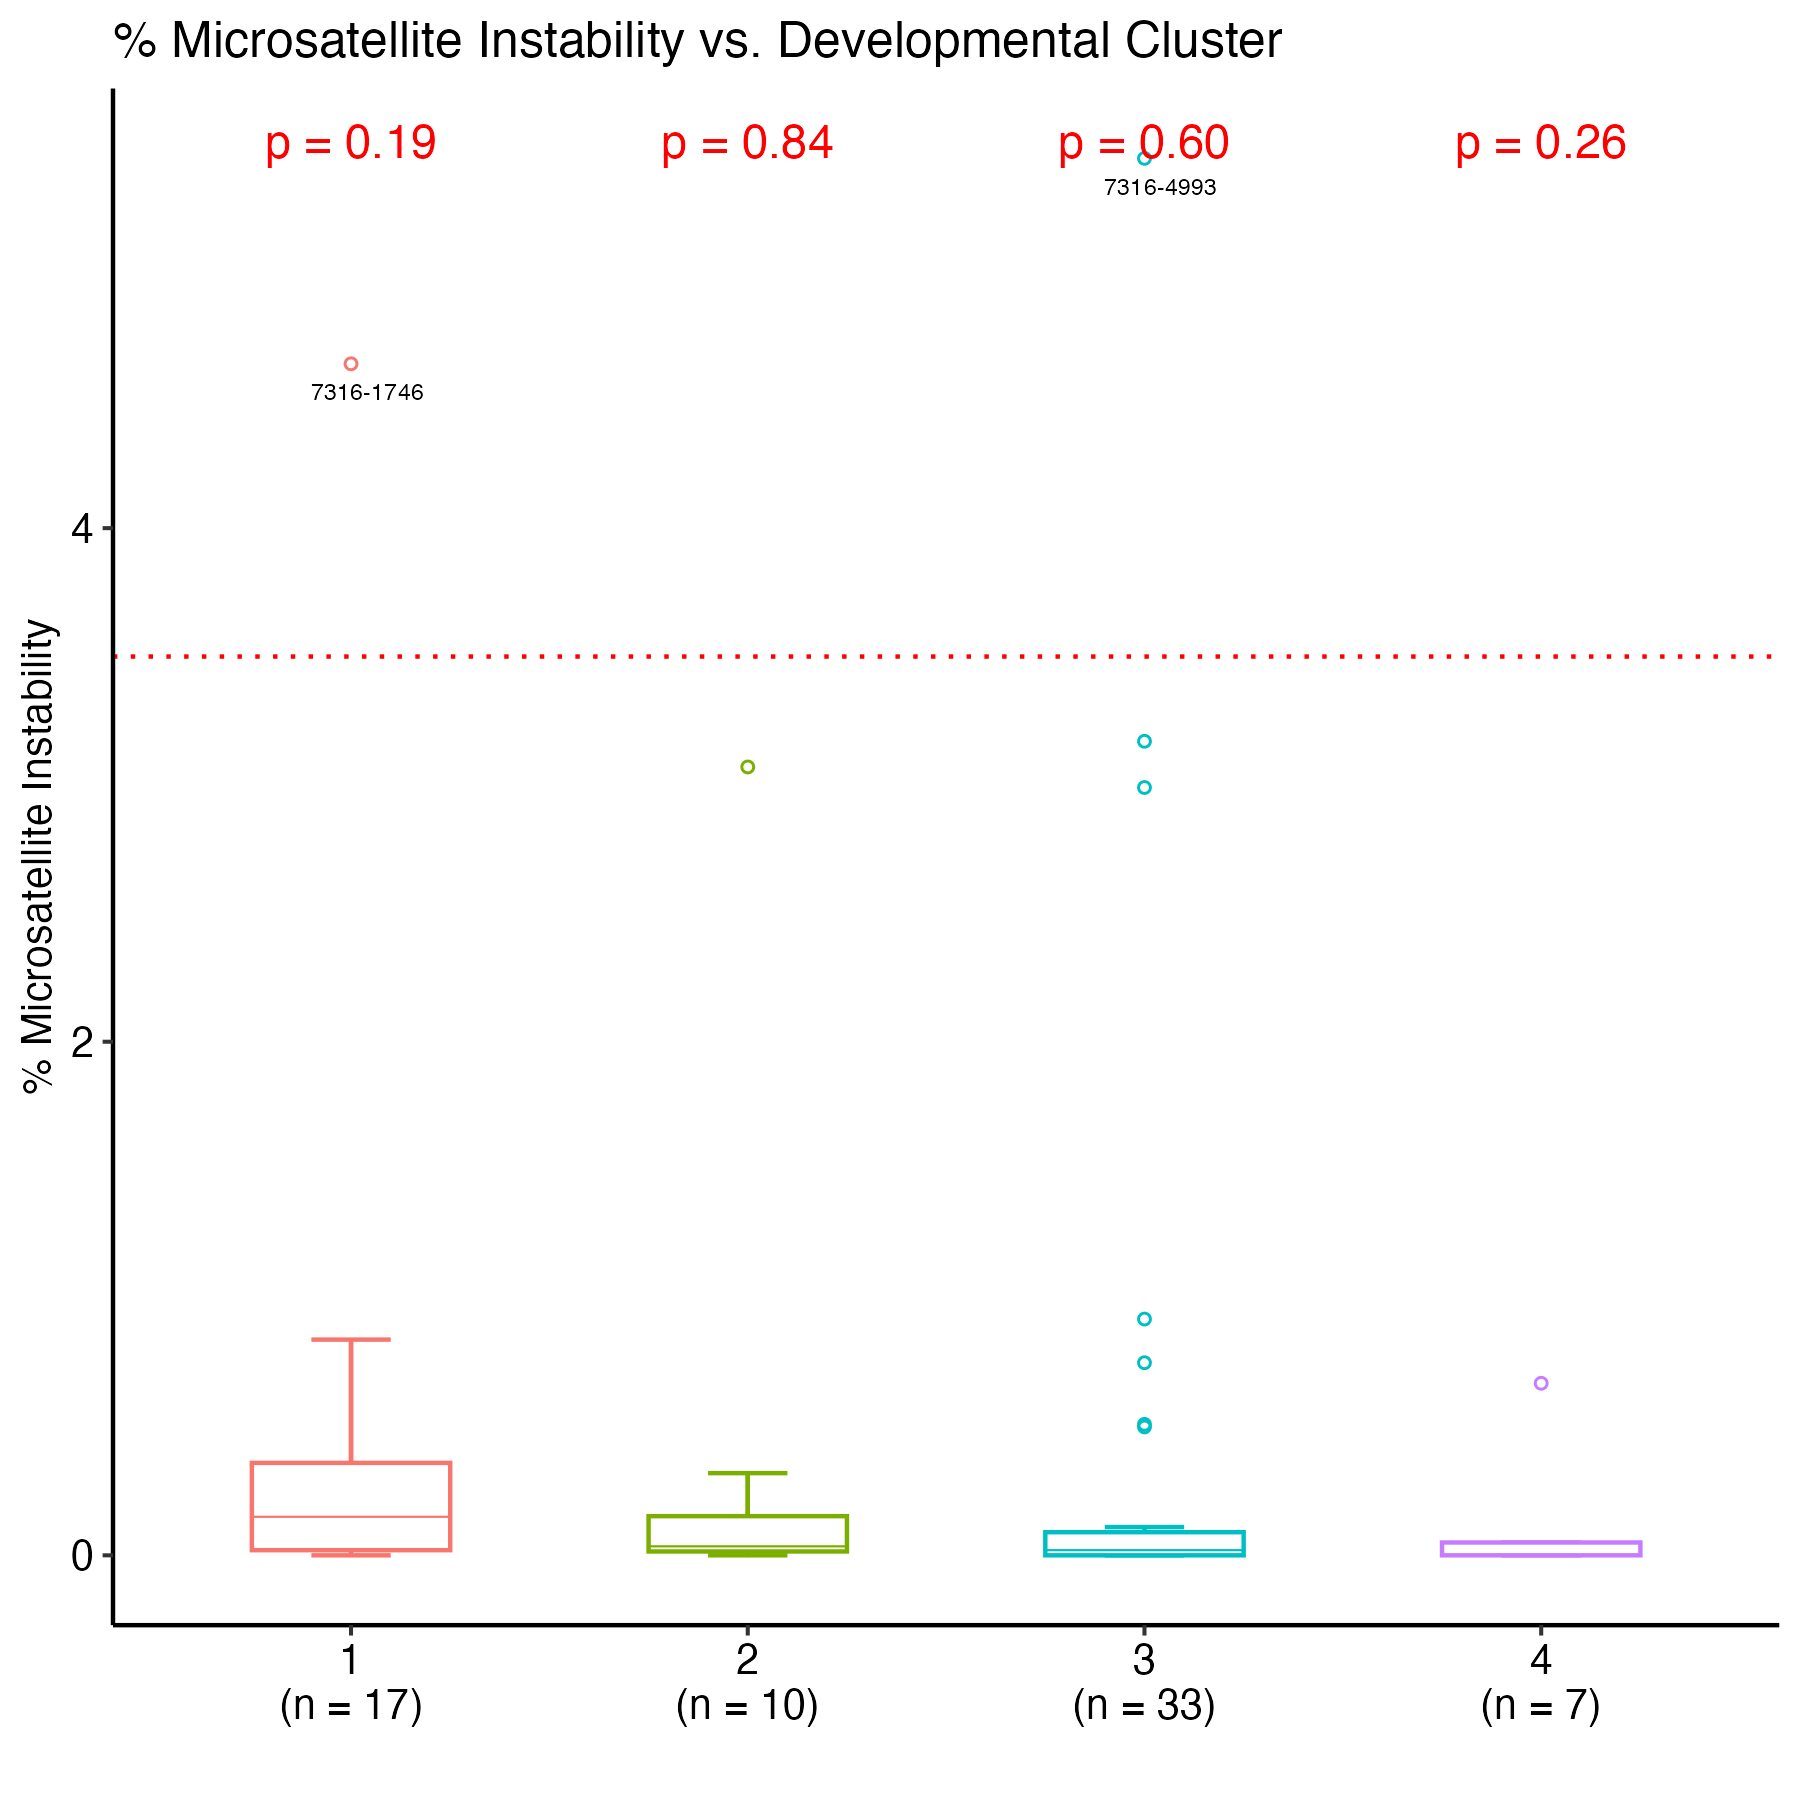 % Microsatellite Instability vs. Developmental Cluster
p = 0.19
p = 0.84
p = 0.60
p = 0.26
7316-4993
7316-1746
% Microsatellite Instability
4
2
0
1
(n = 17)
2
(n = 10)
3
(n = 33)
4
(n = 7)